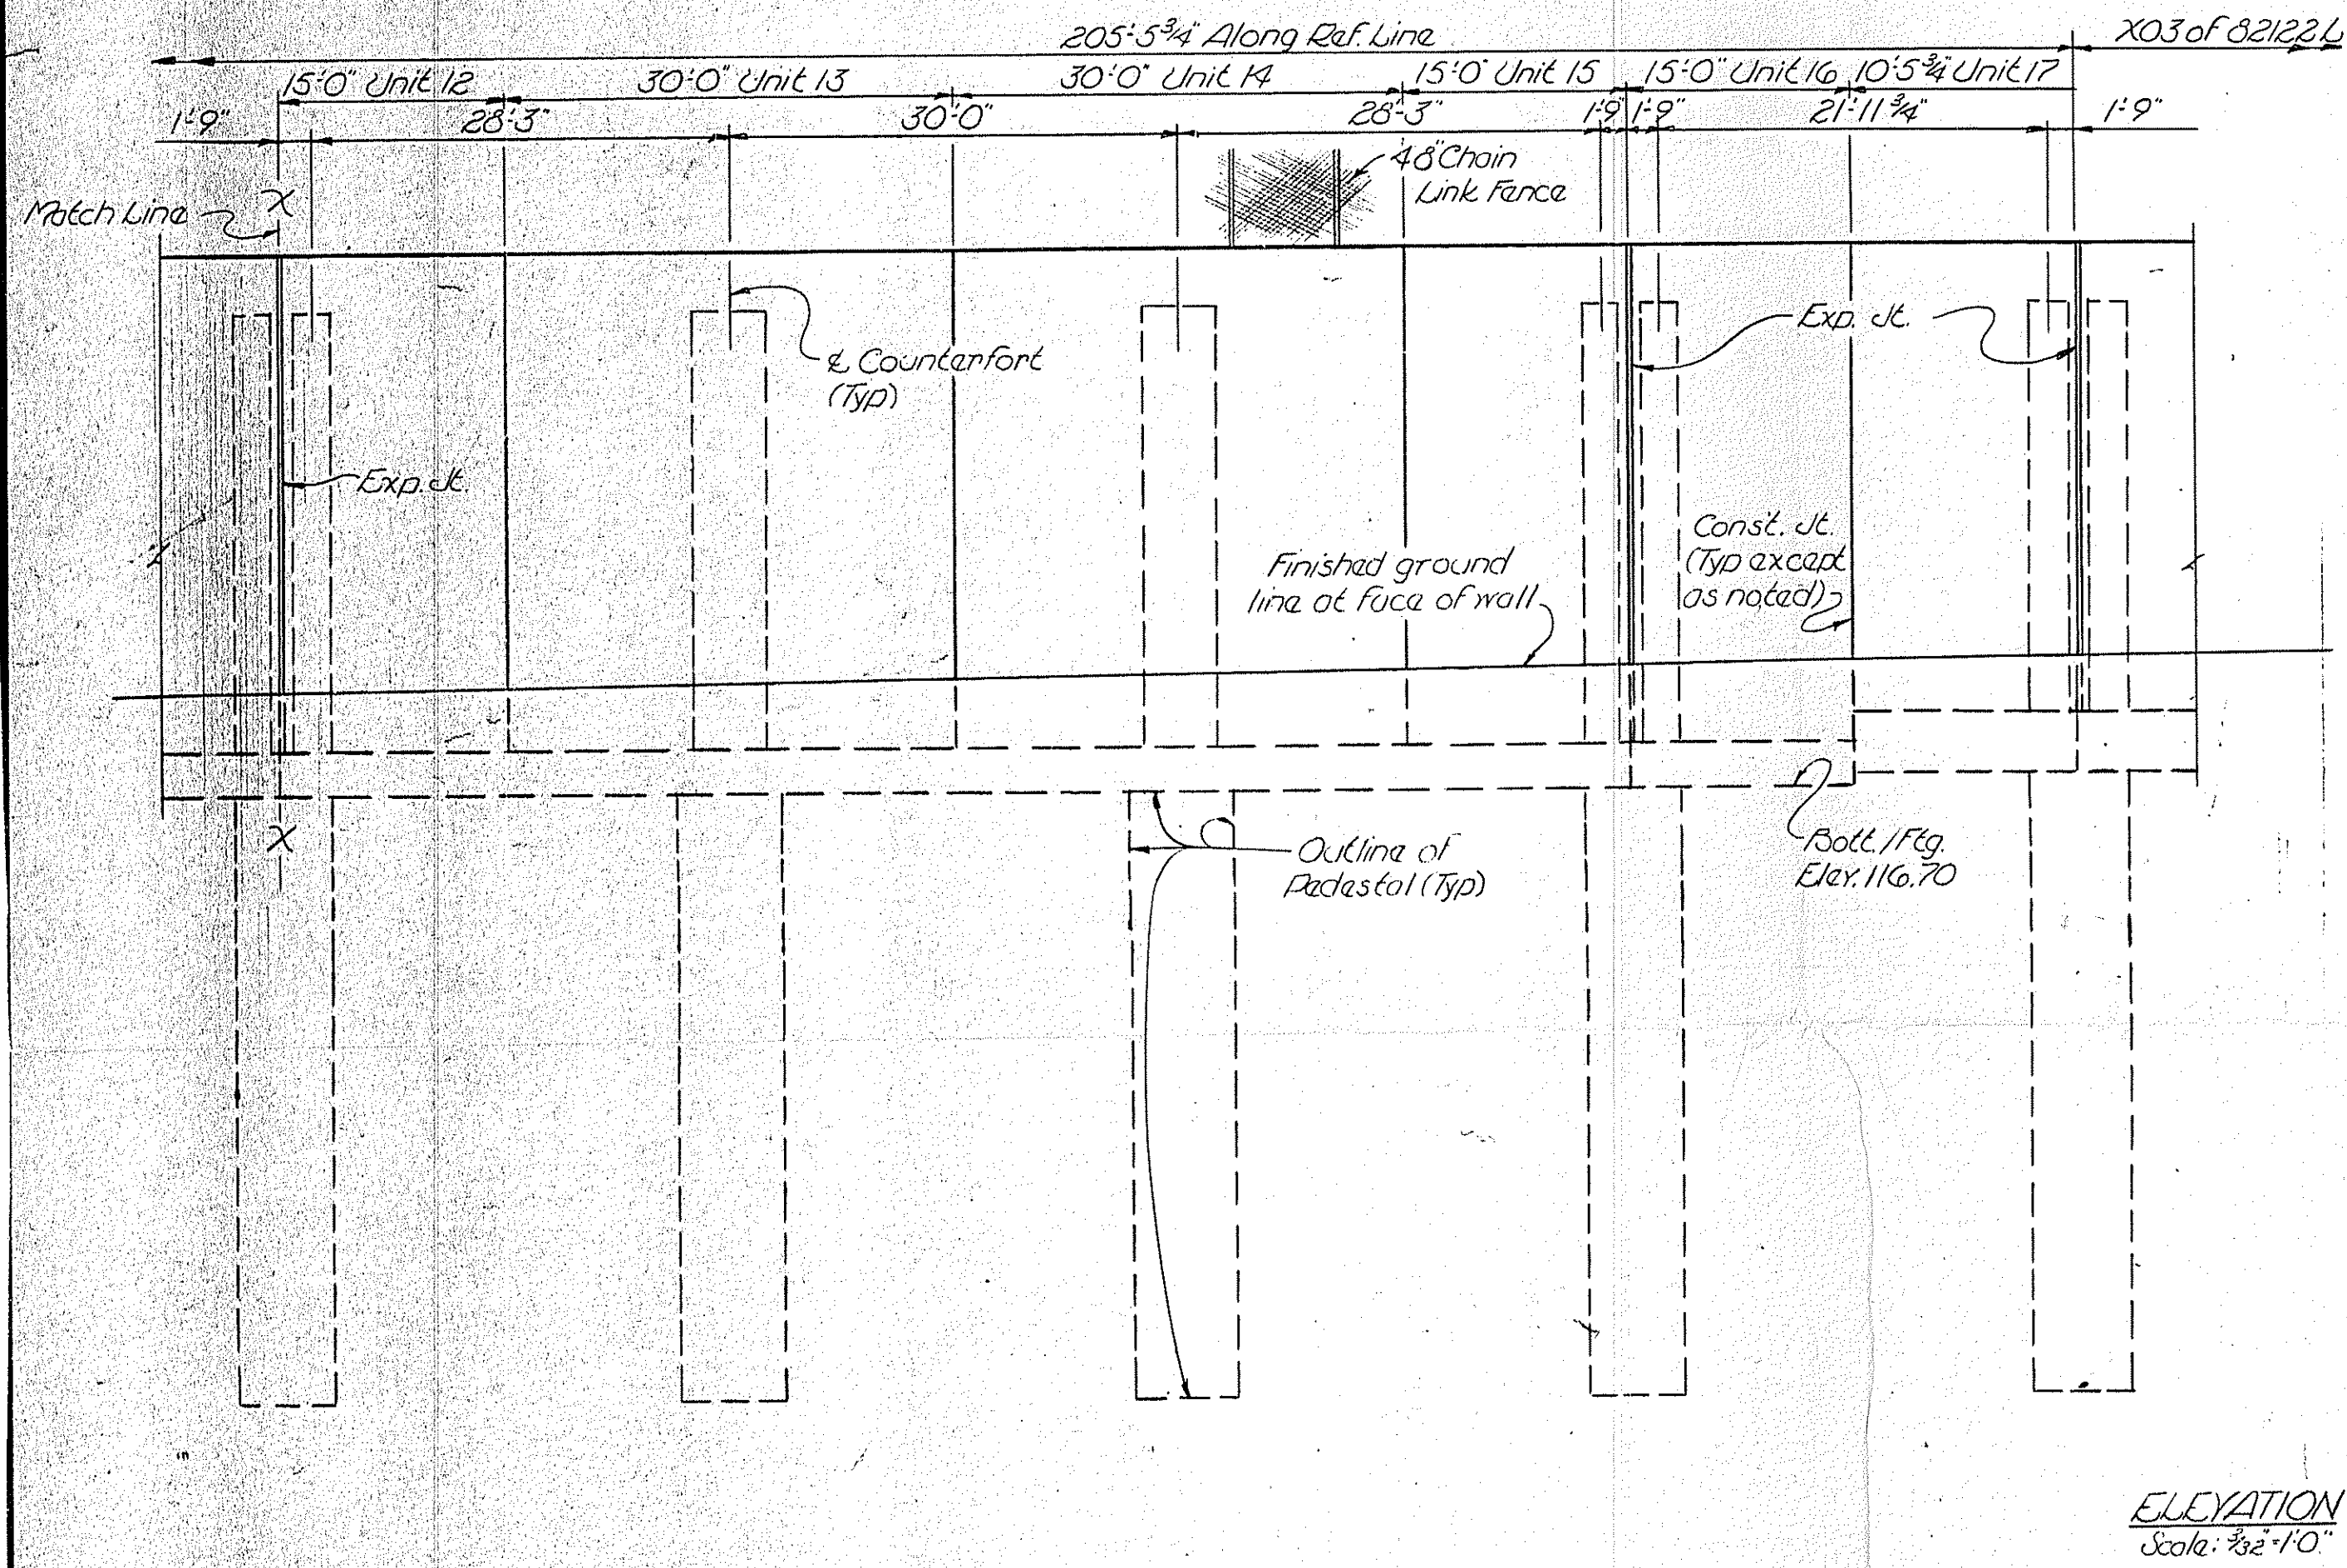 205'-5¾" Along Ref. Line
X03 of 82122L
15'-0" Unit 12
30'-0" Unit 13
30'-0" Unit 14
15'-0" Unit 15
15'-0" Unit 16
10'-5¾" Unit 17
1'-9"
28'-3"
30'-0"
28'-3"
1'-9"
1'-9"
21'-11¾"
1'-9"
48" Chain
Link Fence
Match Line
X
Exp. Jt.
℄ Counterfort
(Typ)
Exp. Jt.
Const. Jt.
(Typ except
as noted)
Finished ground
line at face of wall
X
Outline of
Pedestal (Typ)
Bott./Ftg.
Elev. 116.70
ELEVATION
Scale: 3/32" = 1'-0"